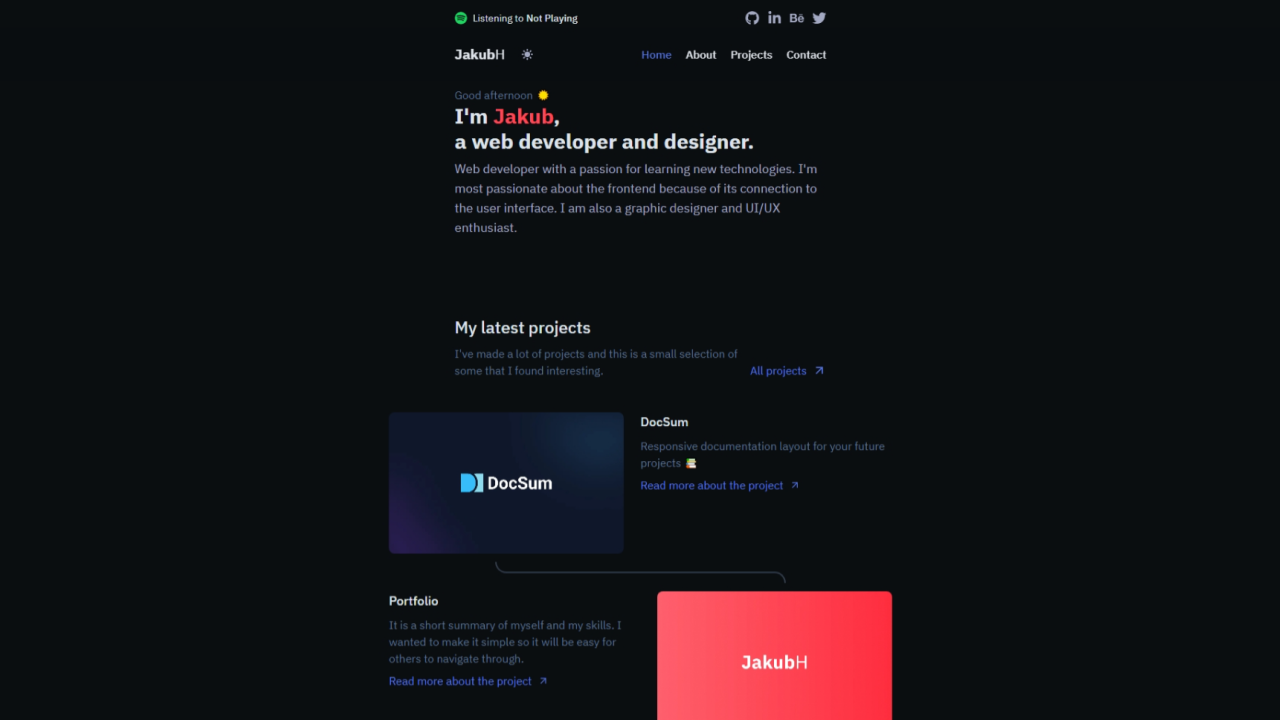 Listening to Not Playing
Bē
JakubH
Home About Projects Contact
Good afternoon
I'm Jakub,
a web developer and designer.
Web developer with a passion for learning new technologies. I'm
most passionate about the frontend because of its connection to
the user interface. I am also a graphic designer and UI/UX
enthusiast.
My latest projects
I've made a lot of projects and this is a small selection of
some that I found interesting.
All projects
DocSum
DocSum
Responsive documentation layout for your future
projects
Read more about the project
Portfolio
It is a short summary of myself and my skills. I
wanted to make it simple so it will be easy for
others to navigate through.
Read more about the project
JakubH